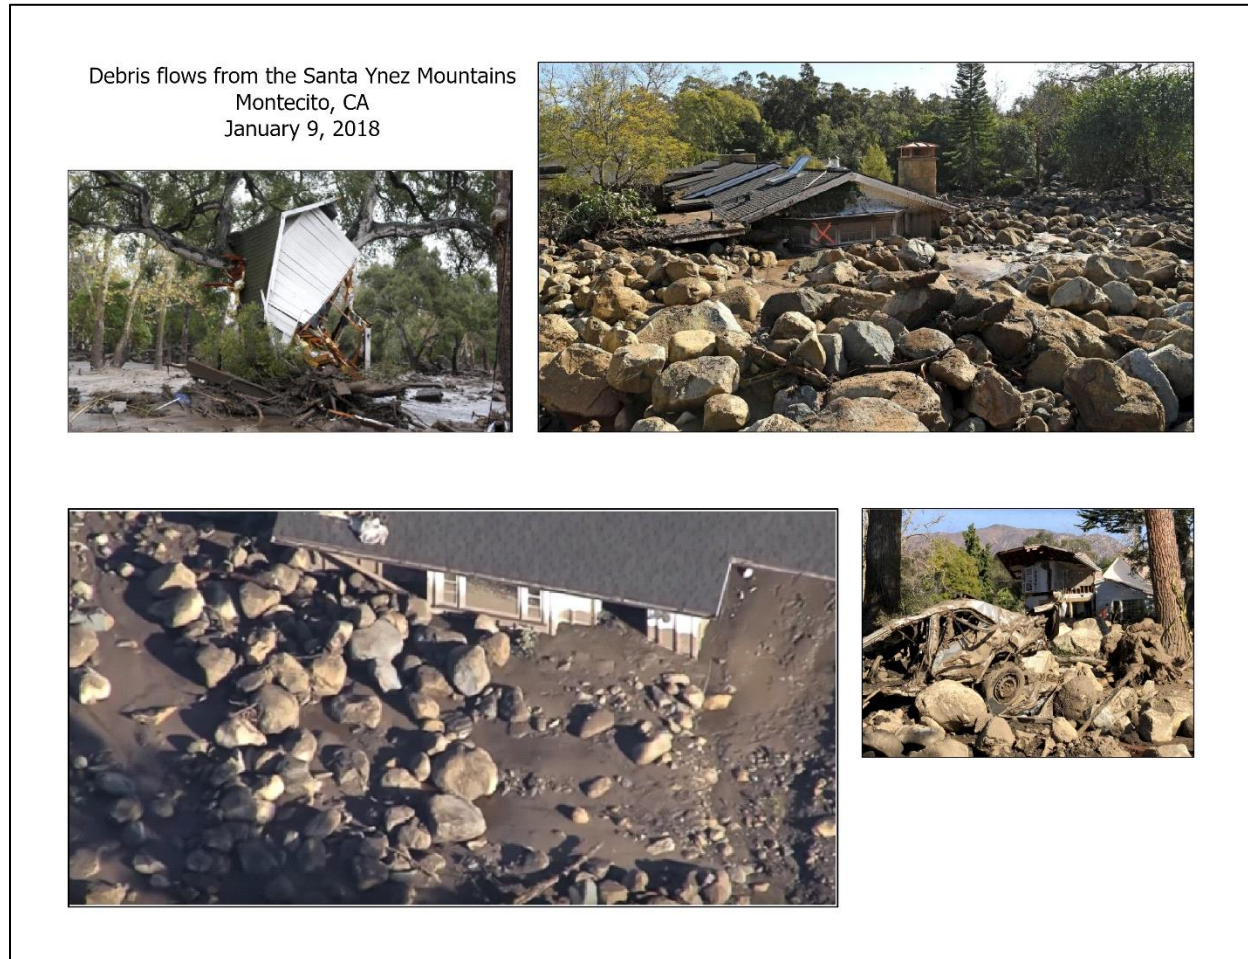 Debris flows from the Santa Ynez Mountains
Montecito, CA
January 9, 2018